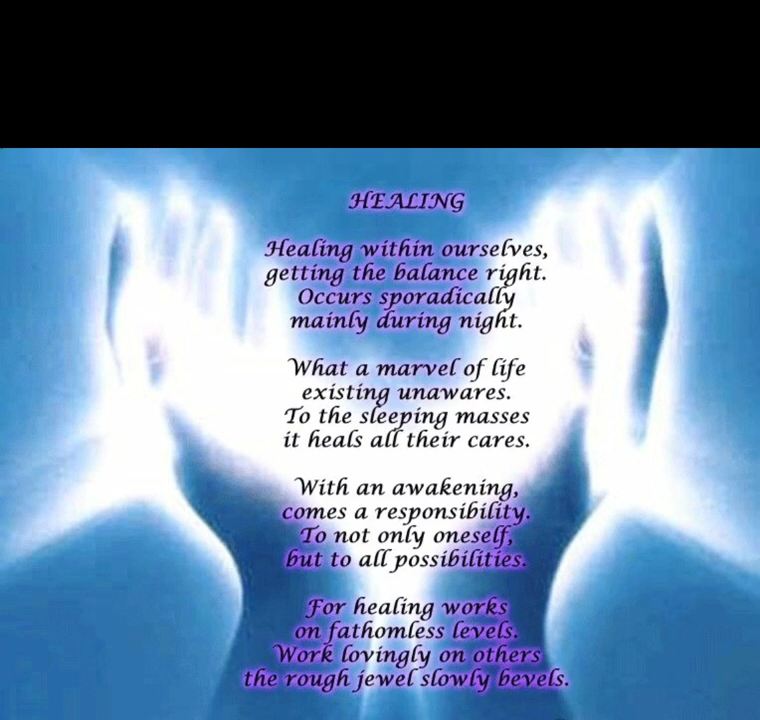 HEALING
Healing within ourselves,
getting the balance right.
Occurs sporadically
mainly during night.
What a marvel of life
existing unawares.
To the sleeping masses
it heals all their cares.
With an awakening,
comes a responsibility.
To not only oneself,
but to all possibilities.
For healing works
on fathomless levels.
Work lovingly on others
the rough jewel slowly bevels.